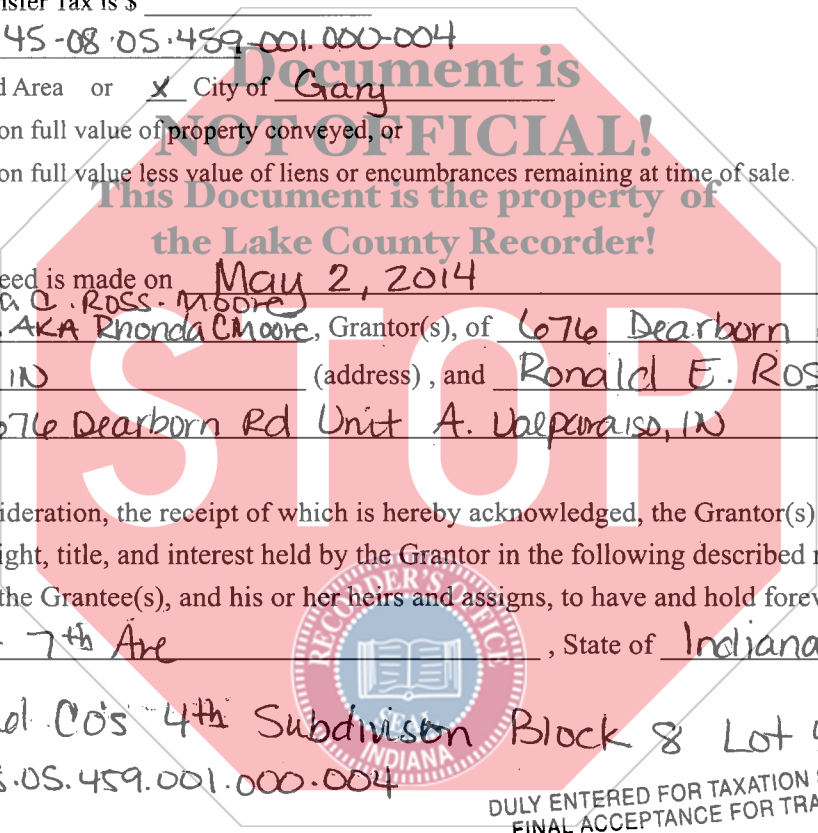 nsfer Tax is $
45-08-05-459-001.000-004
d Area or x City of Gary
on full value of property conveyed, or
on full value less value of liens or encumbrances remaining at time of sale.
Document is
NOT OFFICIAL!
This Document is the property of
the Lake County Recorder!
eed is made on May 2, 2014
a C. Ross-Moore
AKA Rhonda C Moore, Grantor(s), of 676 Dearborn
IN (address) , and Ronald E. Ros
676 Dearborn Rd Unit A. Valparaiso, IN
STOP
ideration, the receipt of which is hereby acknowledged, the Grantor(s)
ight, title, and interest held by the Grantor in the following described r
the Grantee(s), and his or her heirs and assigns, to have and hold forev
7th Ave , State of Indiana
RECORDER'S OFFICE
SEAL
INDIANA
d Co's 4th Subdivison Block 8 Lot
.05.459.001.000.004
DULY ENTERED FOR TAXATION S
FINAL ACCEPTANCE FOR TRA